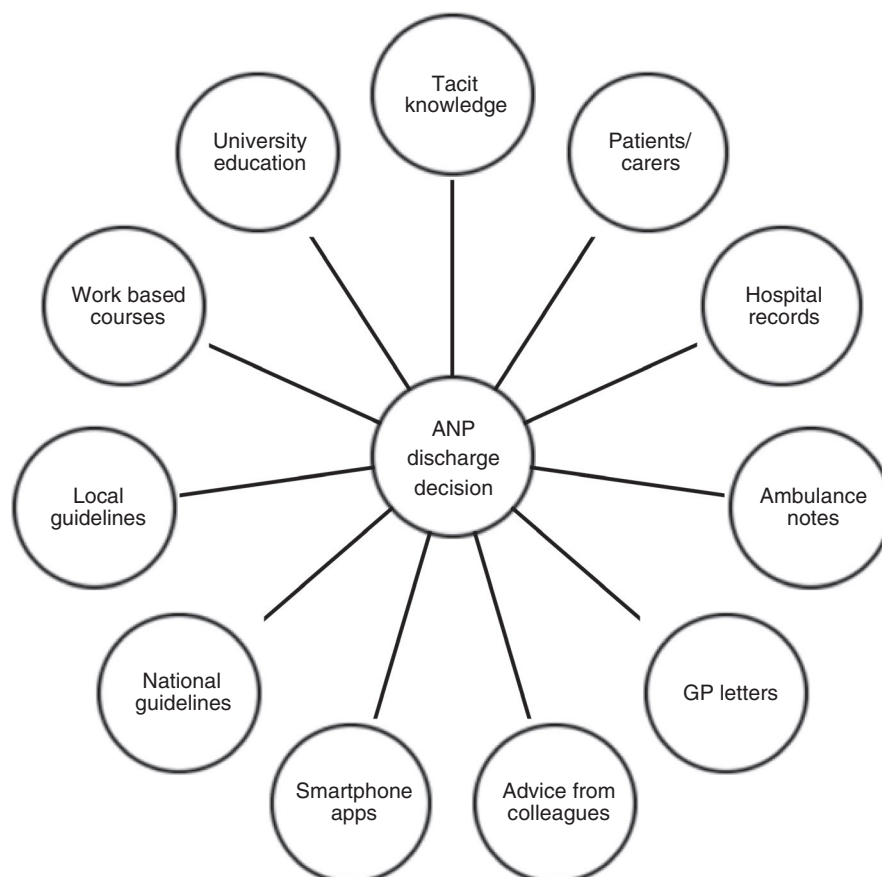 Tacit
knowledge
Patients/
carers
Hospital
records
Ambulance
notes
GP letters
Advice from
colleagues
Smartphone
apps
National
guidelines
Local
guidelines
Work based
courses
University
education
ANP
discharge
decision